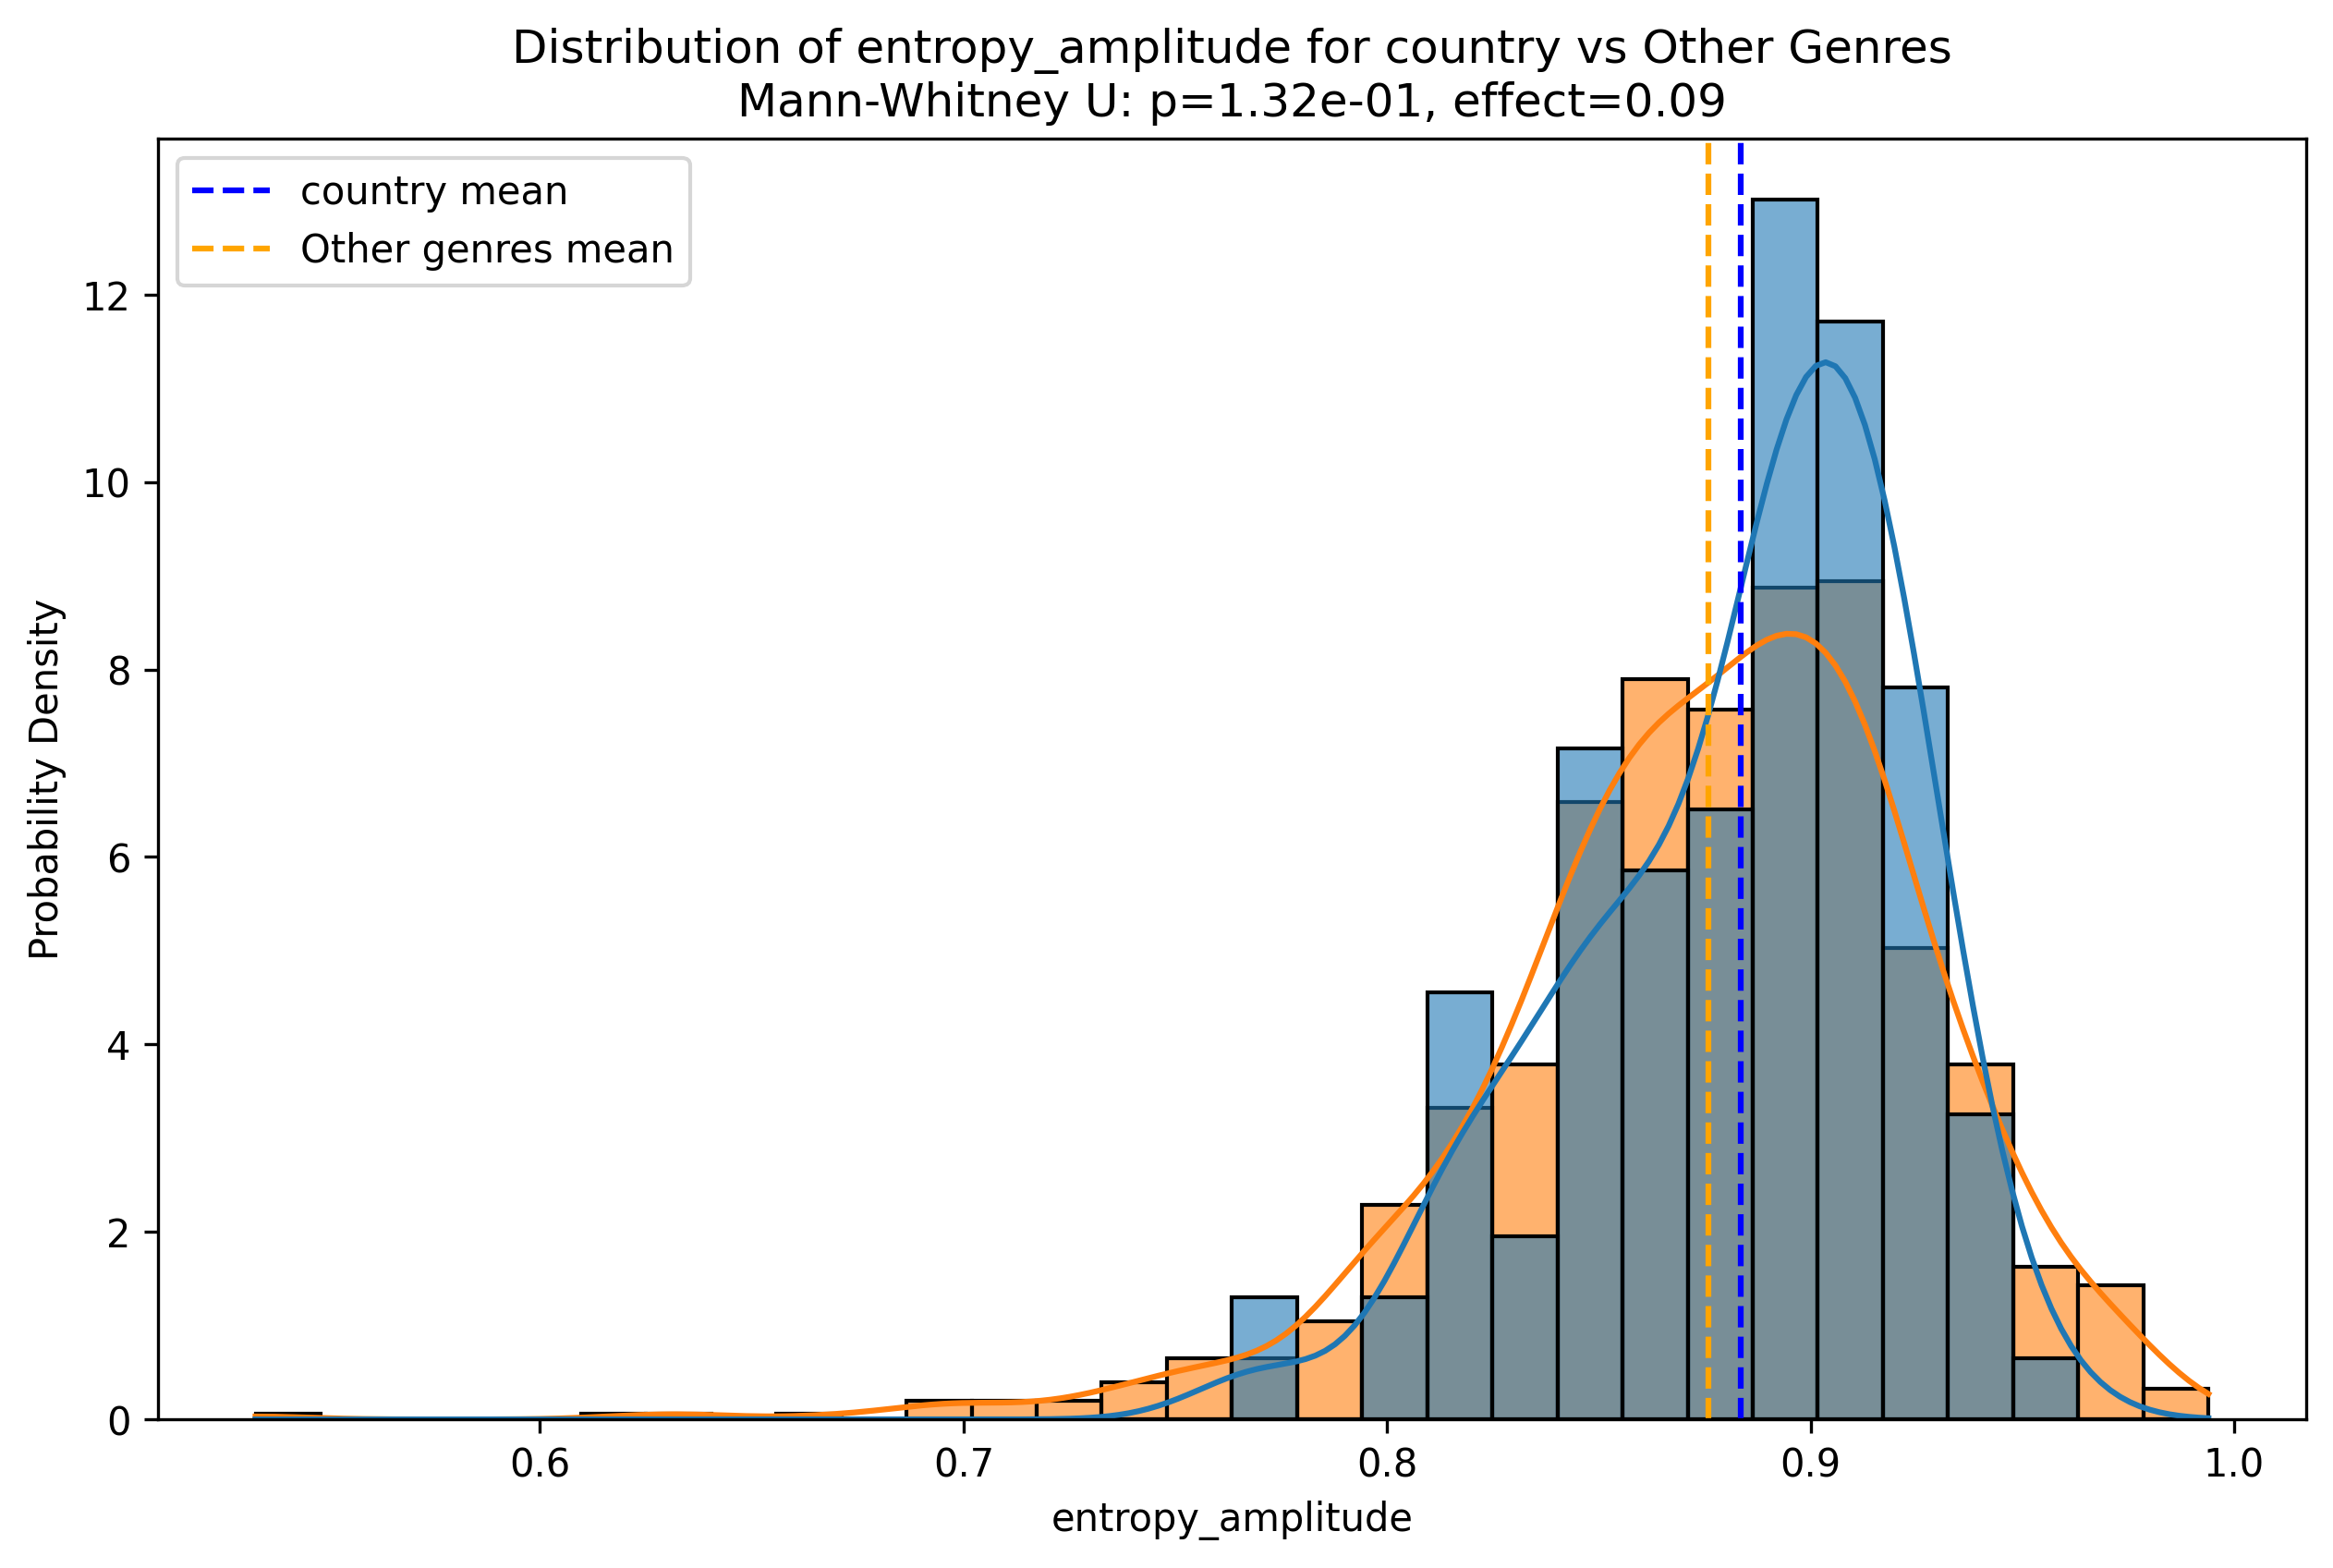 Distribution of entropy_amplitude for country vs Other Genres
Mann-Whitney U: p=1.32e-01, effect=0.09
country mean
Other genres mean
12
10
8
6
4
2
0
Probability Density
0.6
0.7
0.8
0.9
1.0
entropy_amplitude